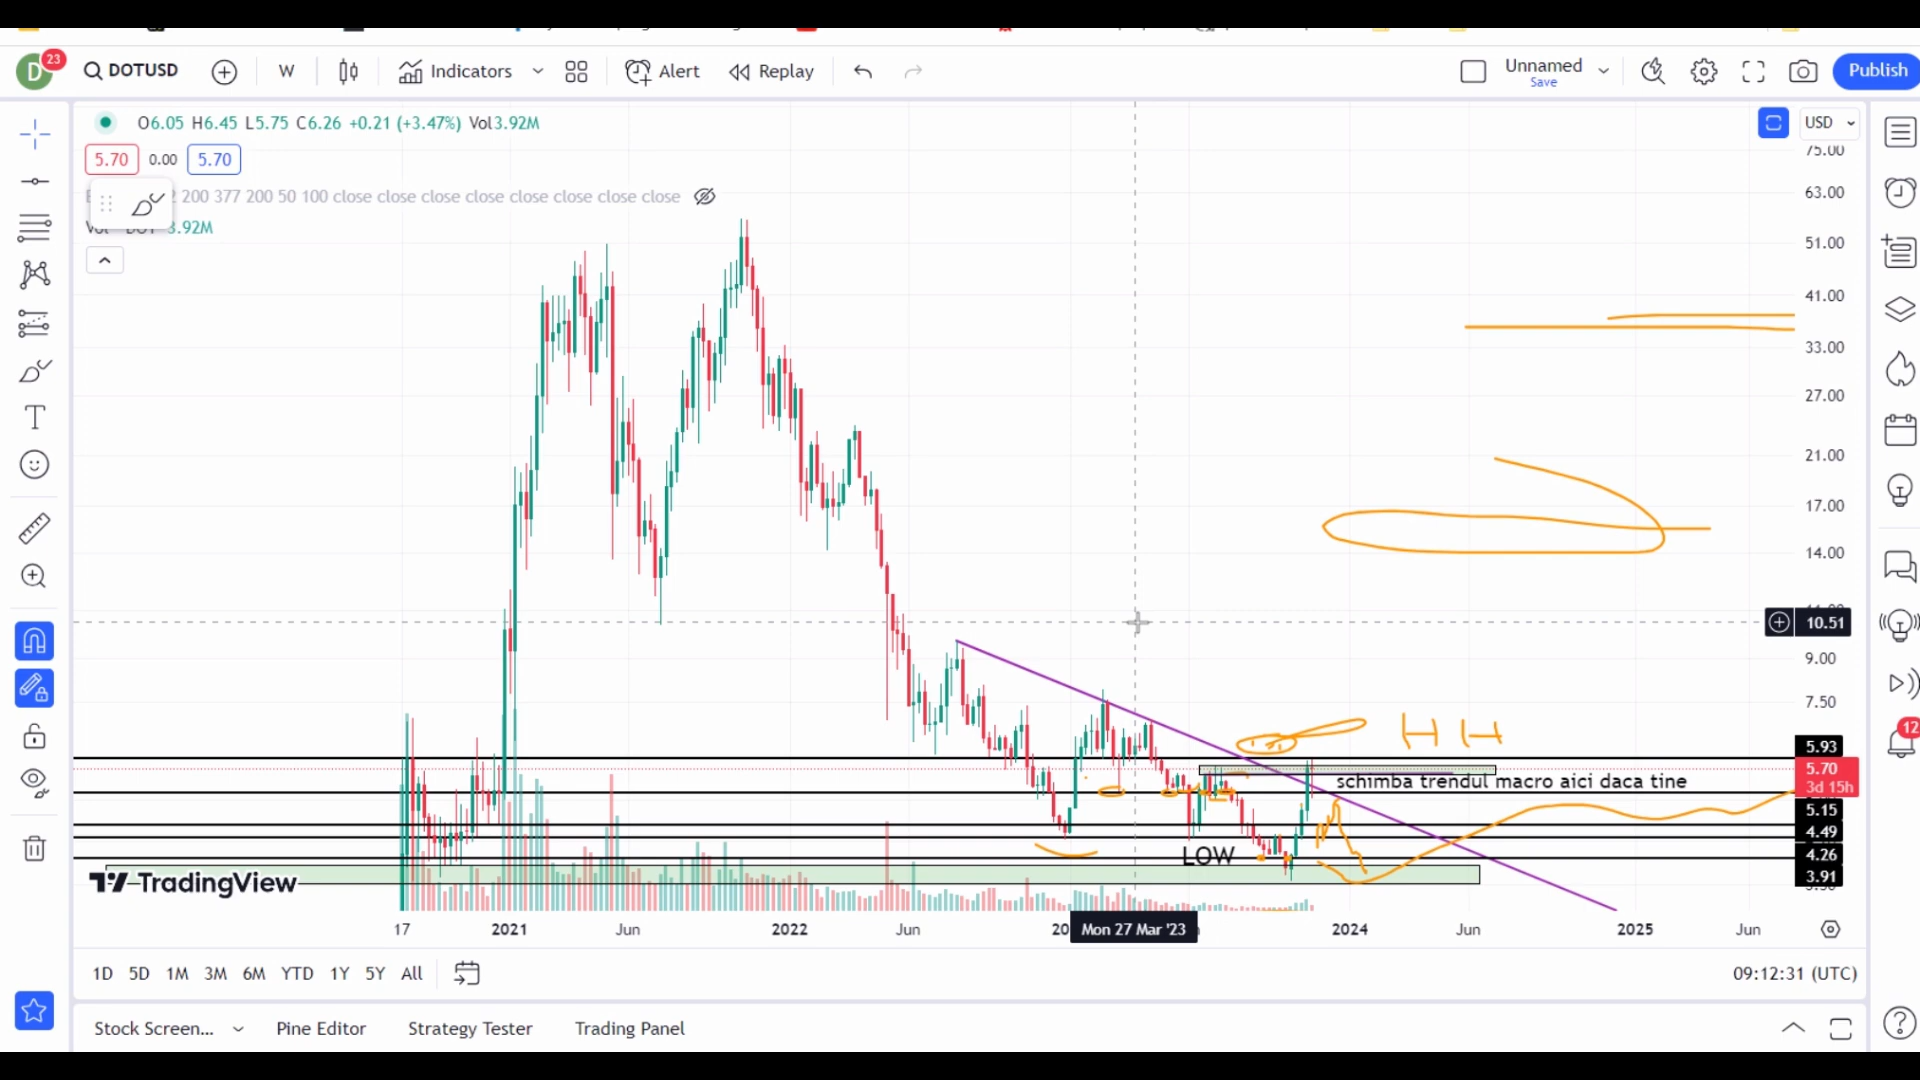 D 23 DOTUSD W Indicators Alert Replay Unnamed Save Publish
O6.05 H6.45 L5.75 C6.26 +0.21 (+3.47%) Vol3.92M USD
5.70 0.00 5.70
200 377 200 50 100 close close close close close close close close
3.92M
75.00
63.00
51.00
41.00
33.00
27.00
21.00
17.00
14.00
10.51
9.00
7.50
HH
5.93
5.70
3d 15h
schimba trendul macro aici daca tine
5.15
4.49
4.26
3.91
LOW
TradingView
17 2021 Jun 2022 Jun Mon 27 Mar '23 2024 Jun 2025 Jun
12
1D 5D 1M 3M 6M YTD 1Y 5Y All 09:12:31 (UTC)
Stock Screen... Pine Editor Strategy Tester Trading Panel